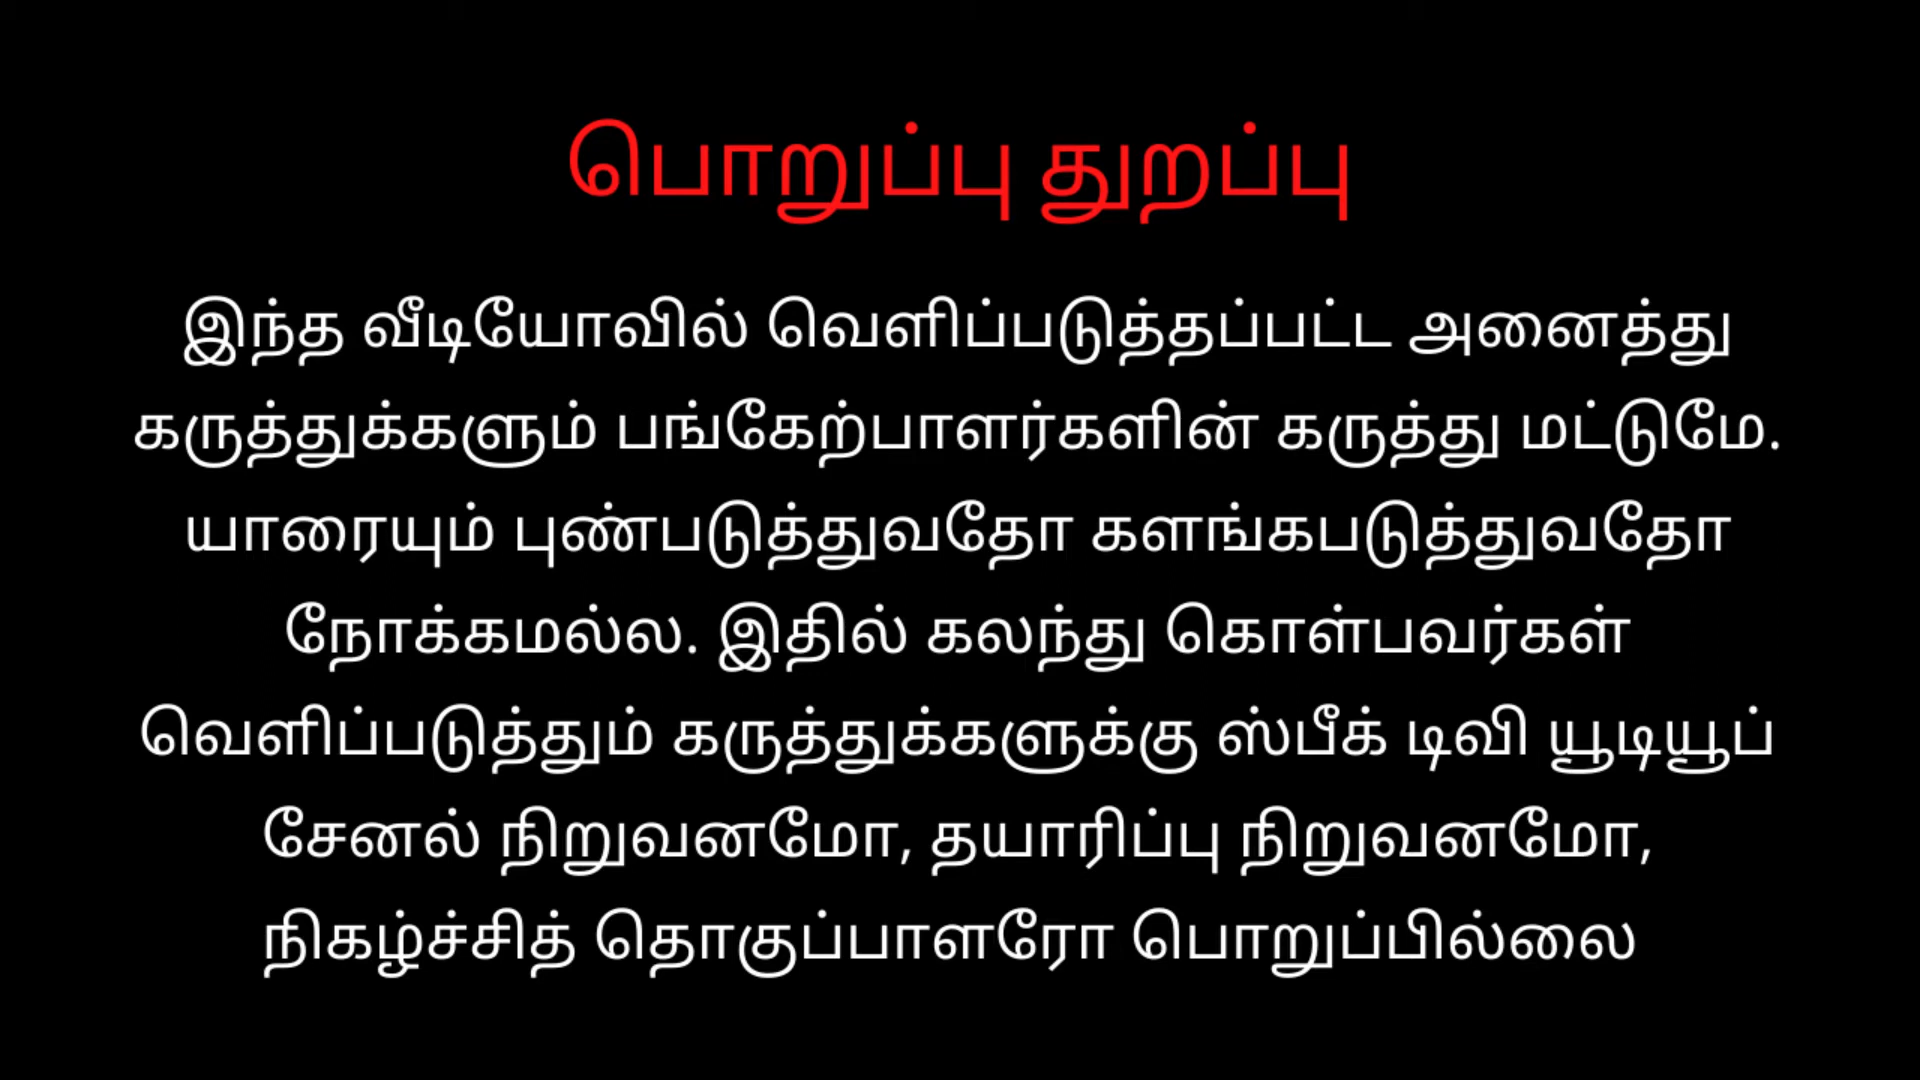 பொறுப்பு துறப்பு
இந்த வீடியோவில் வெளிப்படுத்தப்பட்ட அனைத்து
கருத்துக்களும் பங்கேற்பாளர்களின் கருத்து மட்டுமே.
யாரையும் புண்படுத்துவதோ களங்கபடுத்துவதோ
நோக்கமல்ல. இதில் கலந்து கொள்பவர்கள்
வெளிப்படுத்தும் கருத்துக்களுக்கு ஸ்பீக் டிவி யூடியூப்
சேனல் நிறுவனமோ, தயாரிப்பு நிறுவனமோ,
நிகழ்ச்சித் தொகுப்பாளரோ பொறுப்பில்லை